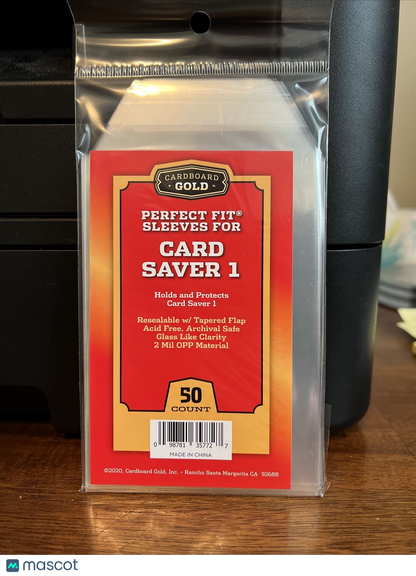 CARDBOARD
GOLD
PERFECT FIT®
SLEEVES FOR
CARD
SAVER 1
Holds and Protects
Card Saver 1
Resealable w/ Tapered Flap
Acid Free, Archival Safe
Glass Like Clarity
2 Mil OPP Material
50
COUNT
0 98781 35772 7
MADE IN CHINA
©2020; Cardboard Gold, Inc. - Rancho Santa Margarita CA 92688
mascot